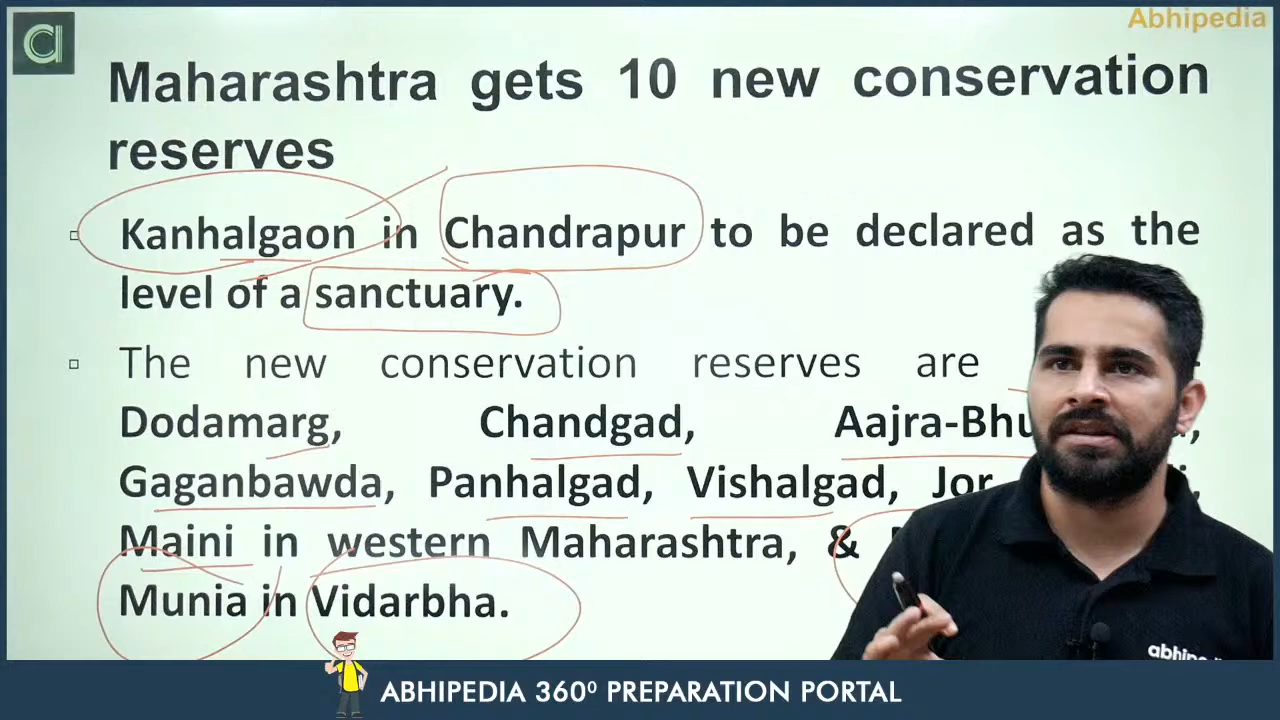 Abhipedia
Maharashtra gets 10 new conservation
reserves
Kanhalgaon in Chandrapur to be declared as the
level of a sanctuary.
The new conservation reserves are
Dodamarg, Chandgad,
Gaganbawda, Panhalgad, Vishalgad, Jor
Maini in western Maharashtra, &
Munia in Vidarbha.
ABHIPEDIA 360⁰ PREPARATION PORTAL